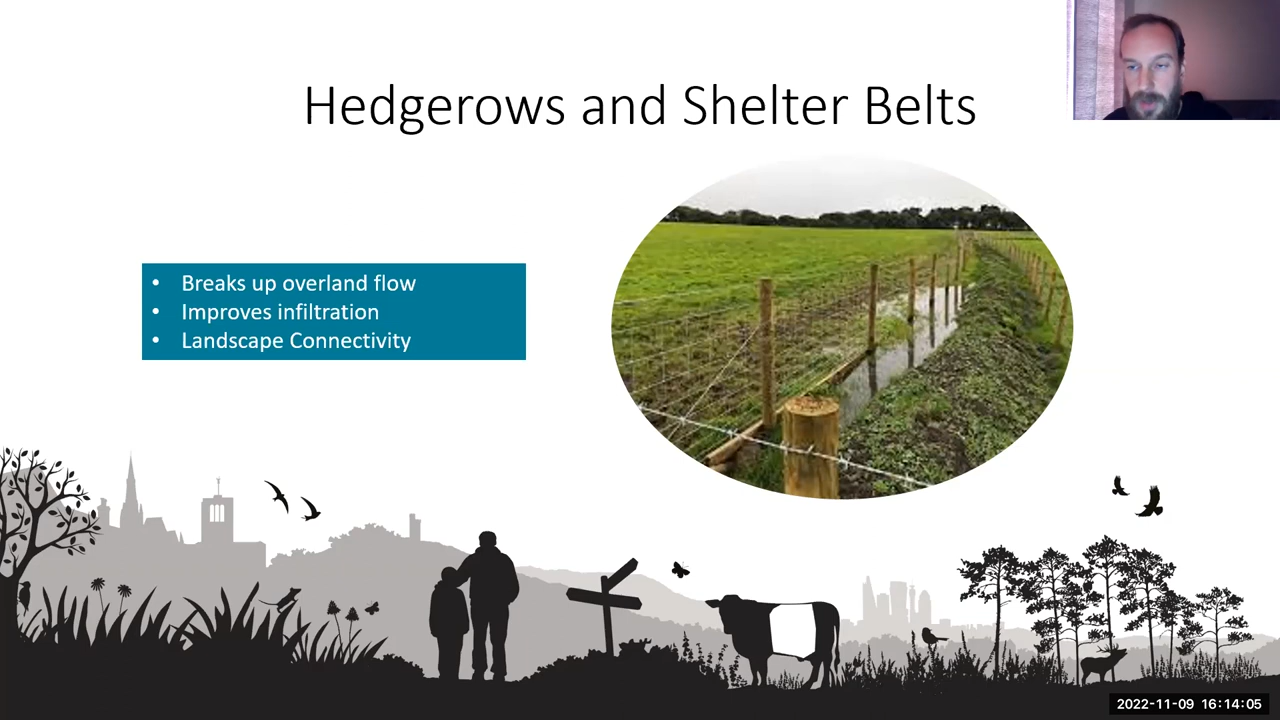 Hedgerows and Shelter Belts
• Breaks up overland flow
• Improves infiltration
• Landscape Connectivity
2022-11-09 16:14:05